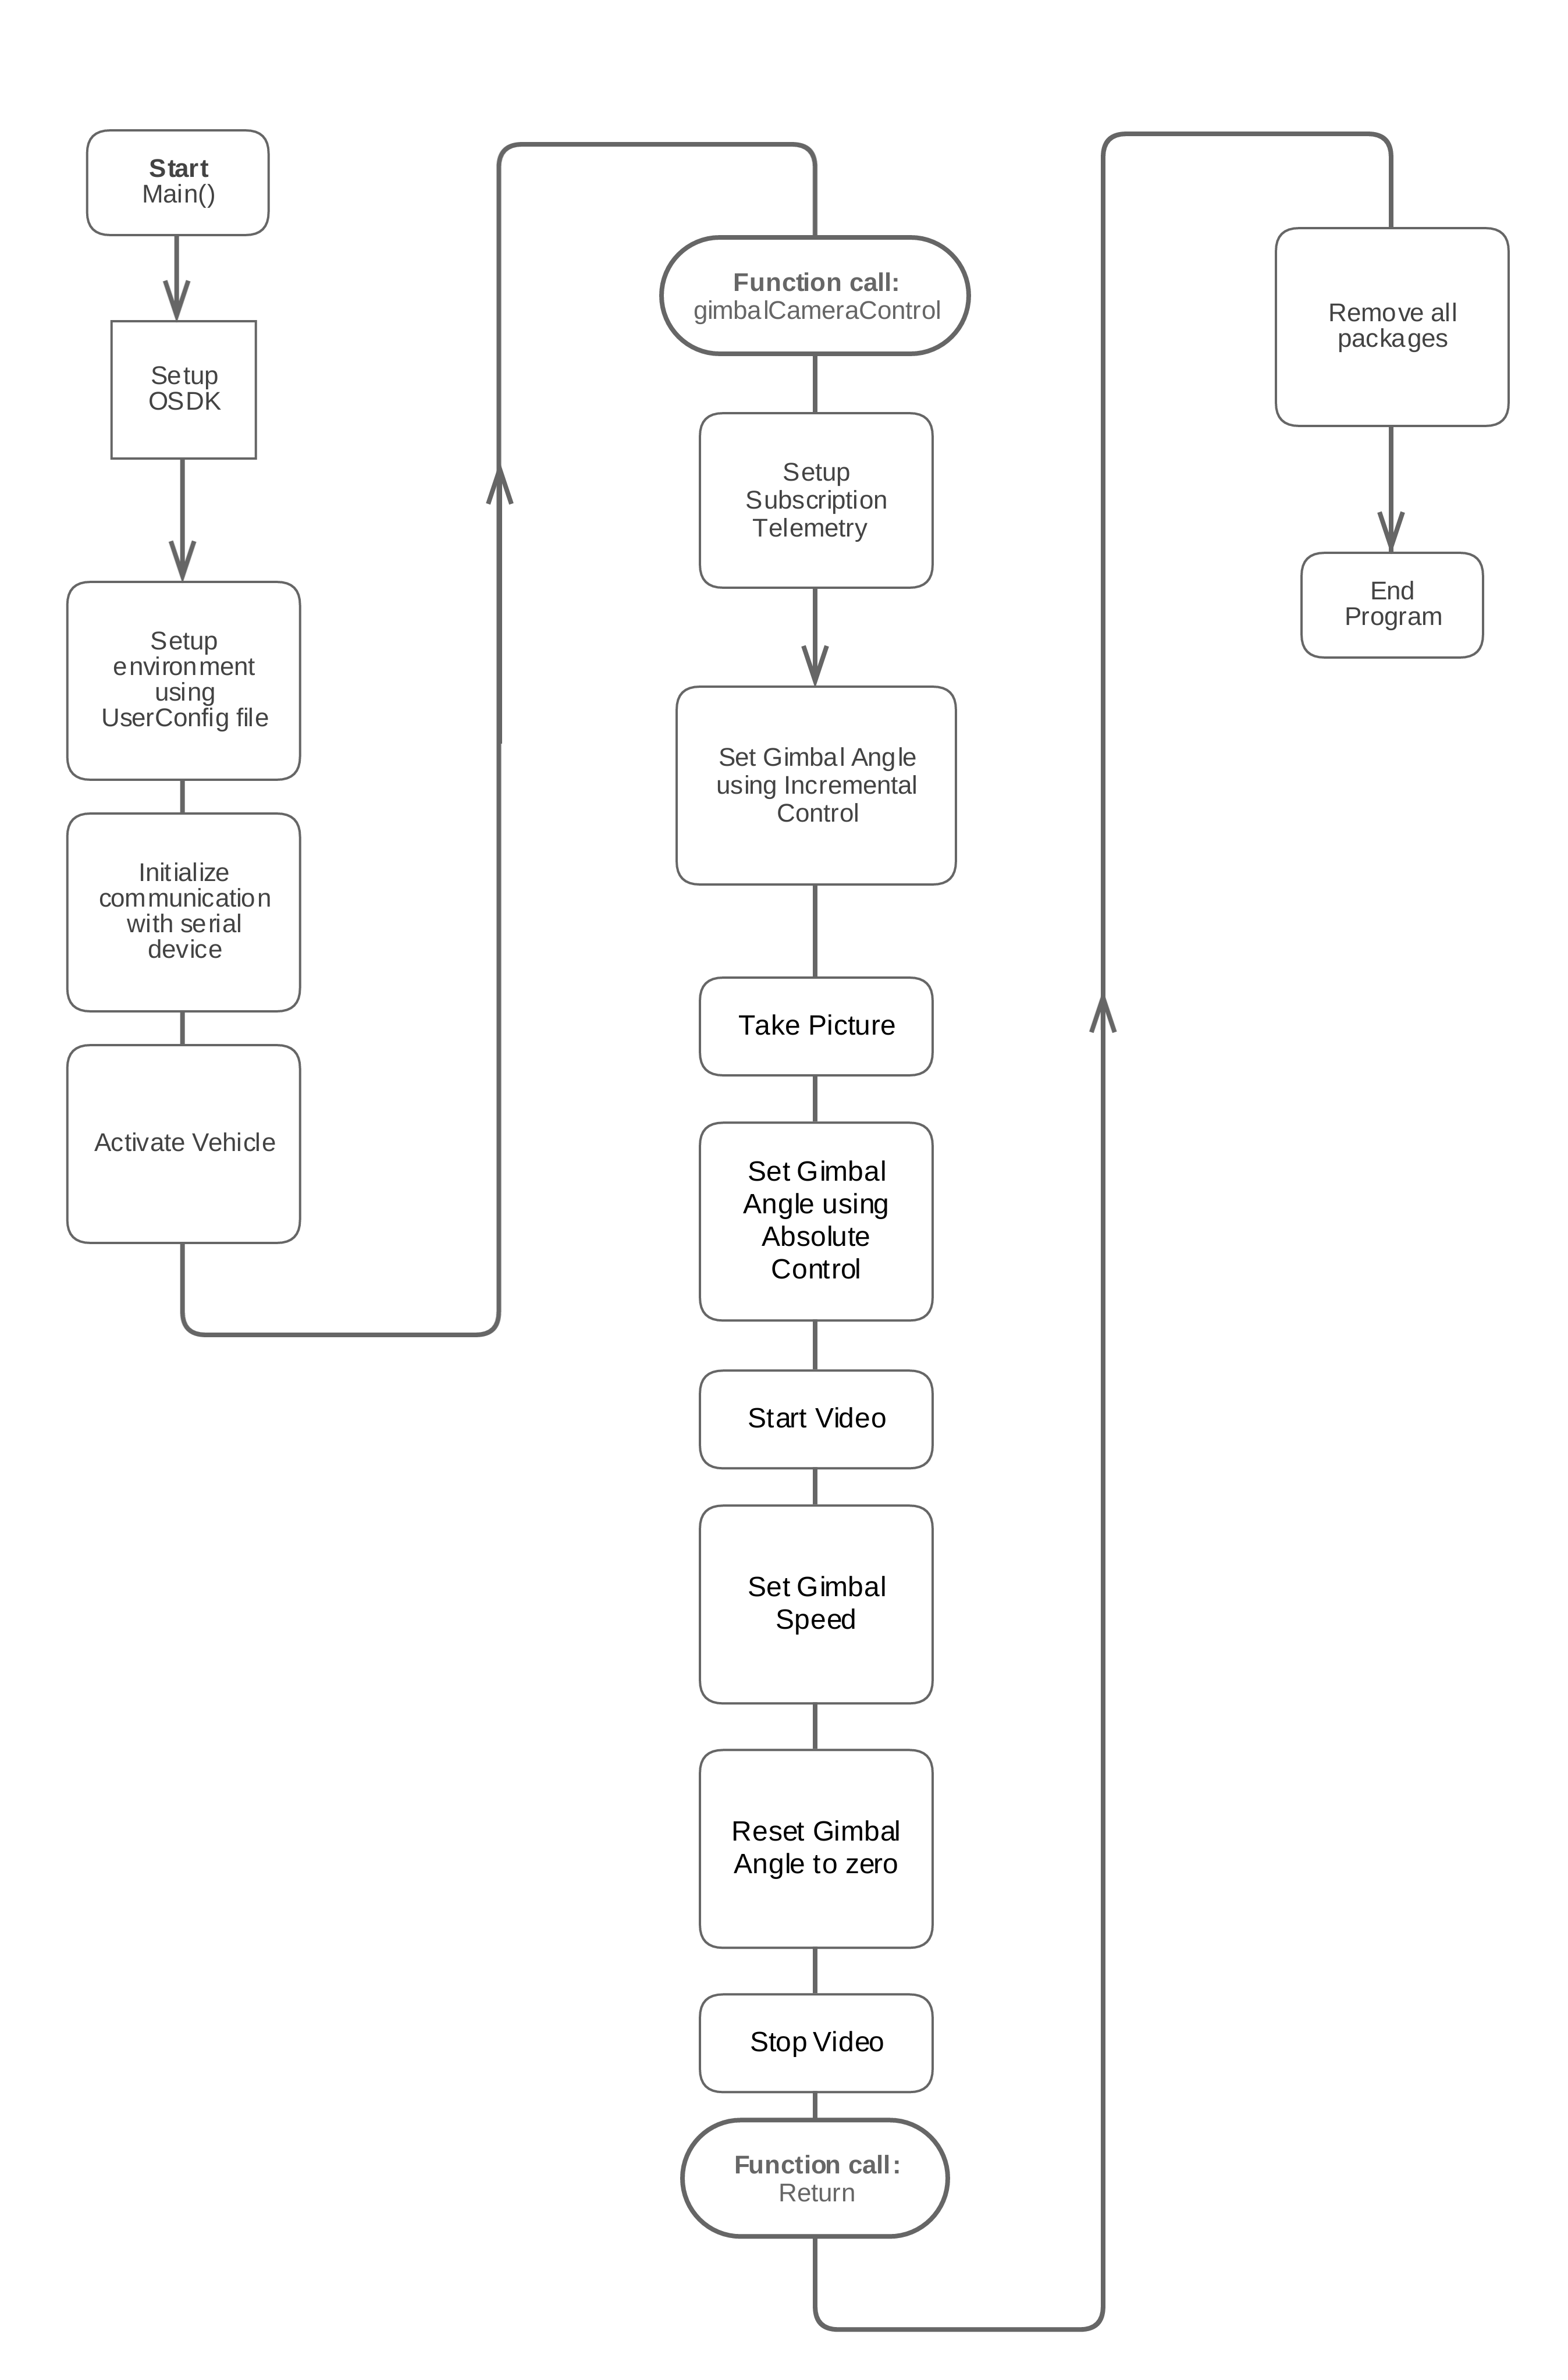 Start
Main()
Setup
OSDK
Setup
environment
using
UserConfig file
Initialize
communication
with serial
device
Activate Vehicle
Function call:
gimbalCameraControl
Setup
Subscription
Telemetry
Set Gimbal Angle
using Incremental
Control
Take Picture
Set Gimbal
Angle using
Absolute
Control
Start Video
Set Gimbal
Speed
Reset Gimbal
Angle to zero
Stop Video
Function call:
Return
Remove all
packages
End
Program